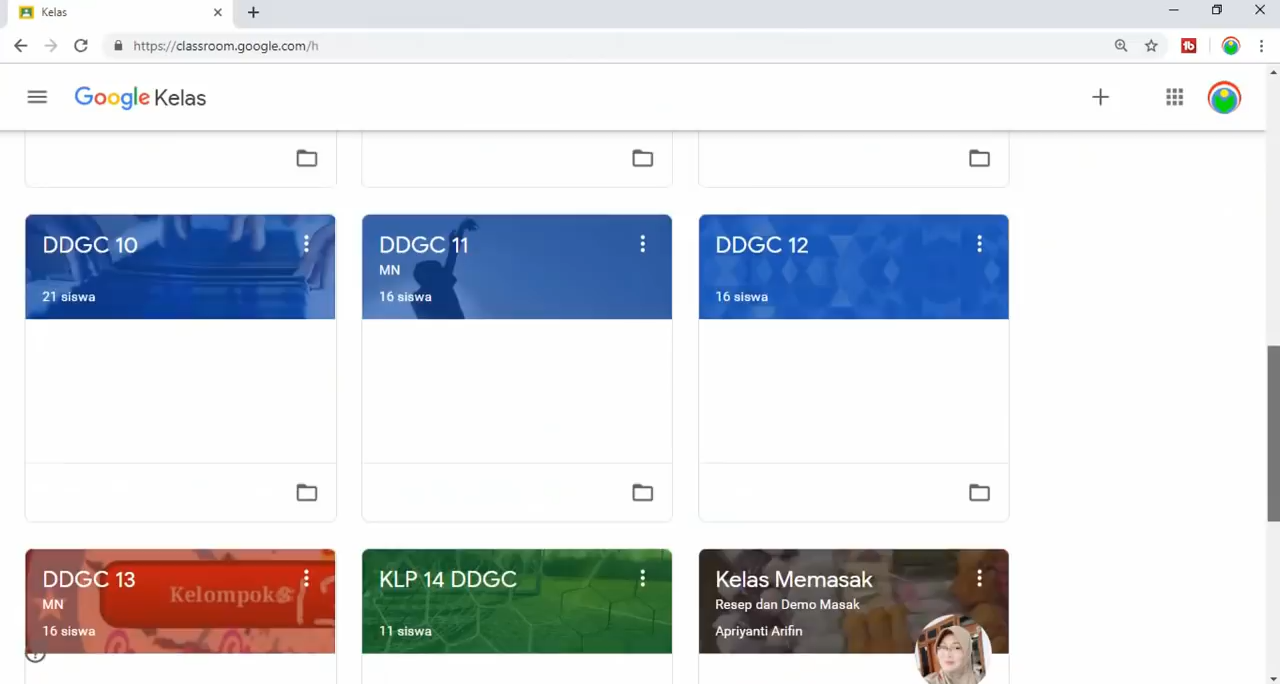 Kelas
https://classroom.google.com/h
Google Kelas
DDGC 10
21 siswa
DDGC 11
MN
16 siswa
DDGC 12
16 siswa
DDGC 13
MN
16 siswa
Kelompok
KLP 14 DDGC
11 siswa
Kelas Memasak
Resep dan Demo Masak
Apriyanti Arifin